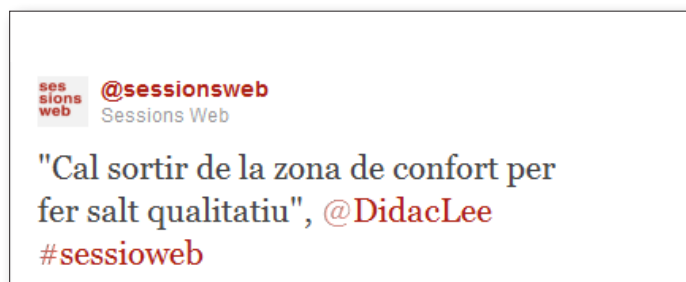 ses
sions
web
@sessionsweb
Sessions Web
"Cal sortir de la zona de confort per
fer salt qualitatiu", @DidacLee
#sessioweb